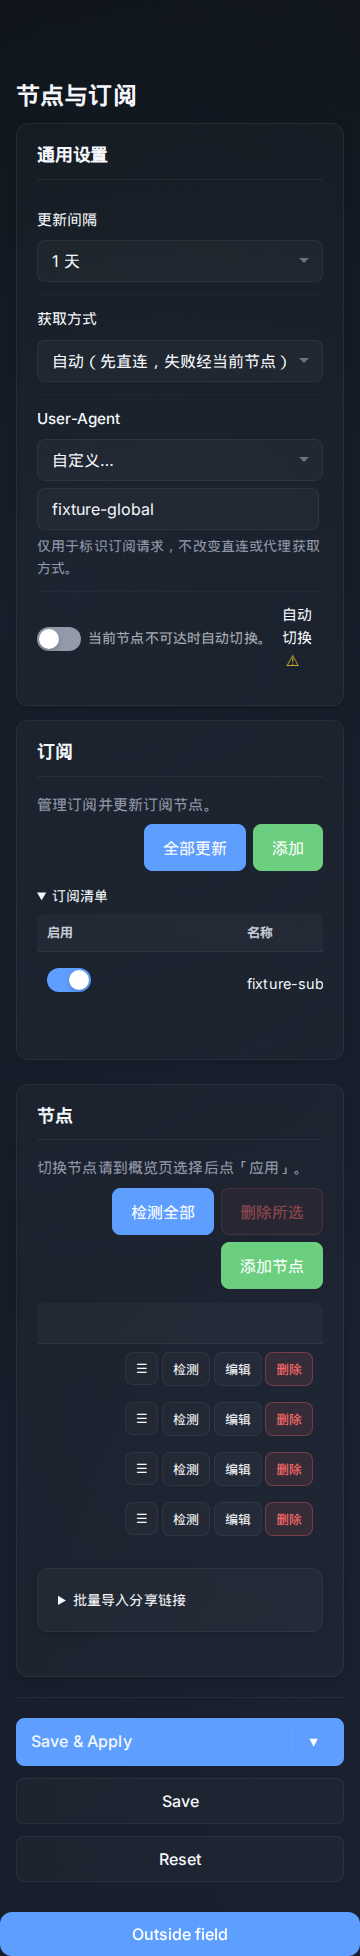 节点与订阅
通用设置
更新间隔
1 天
获取方式
自动（先直连，失败经当前节点）
User-Agent
自定义...
fixture-global
仅用于标识订阅请求，不改变直连或代理获取
方式。
当前节点不可达时自动切换。
自动
切换
⚠
订阅
管理订阅并更新订阅节点。
全部更新 添加
▼ 订阅清单
启用 名称
fixture-sub
节点
切换节点请到概览页选择后点「应用」。
检测全部 删除所选
添加节点
☰ 检测 编辑 删除
☰ 检测 编辑 删除
☰ 检测 编辑 删除
☰ 检测 编辑 删除
▶ 批量导入分享链接
Save & Apply ▼
Save
Reset
Outside field